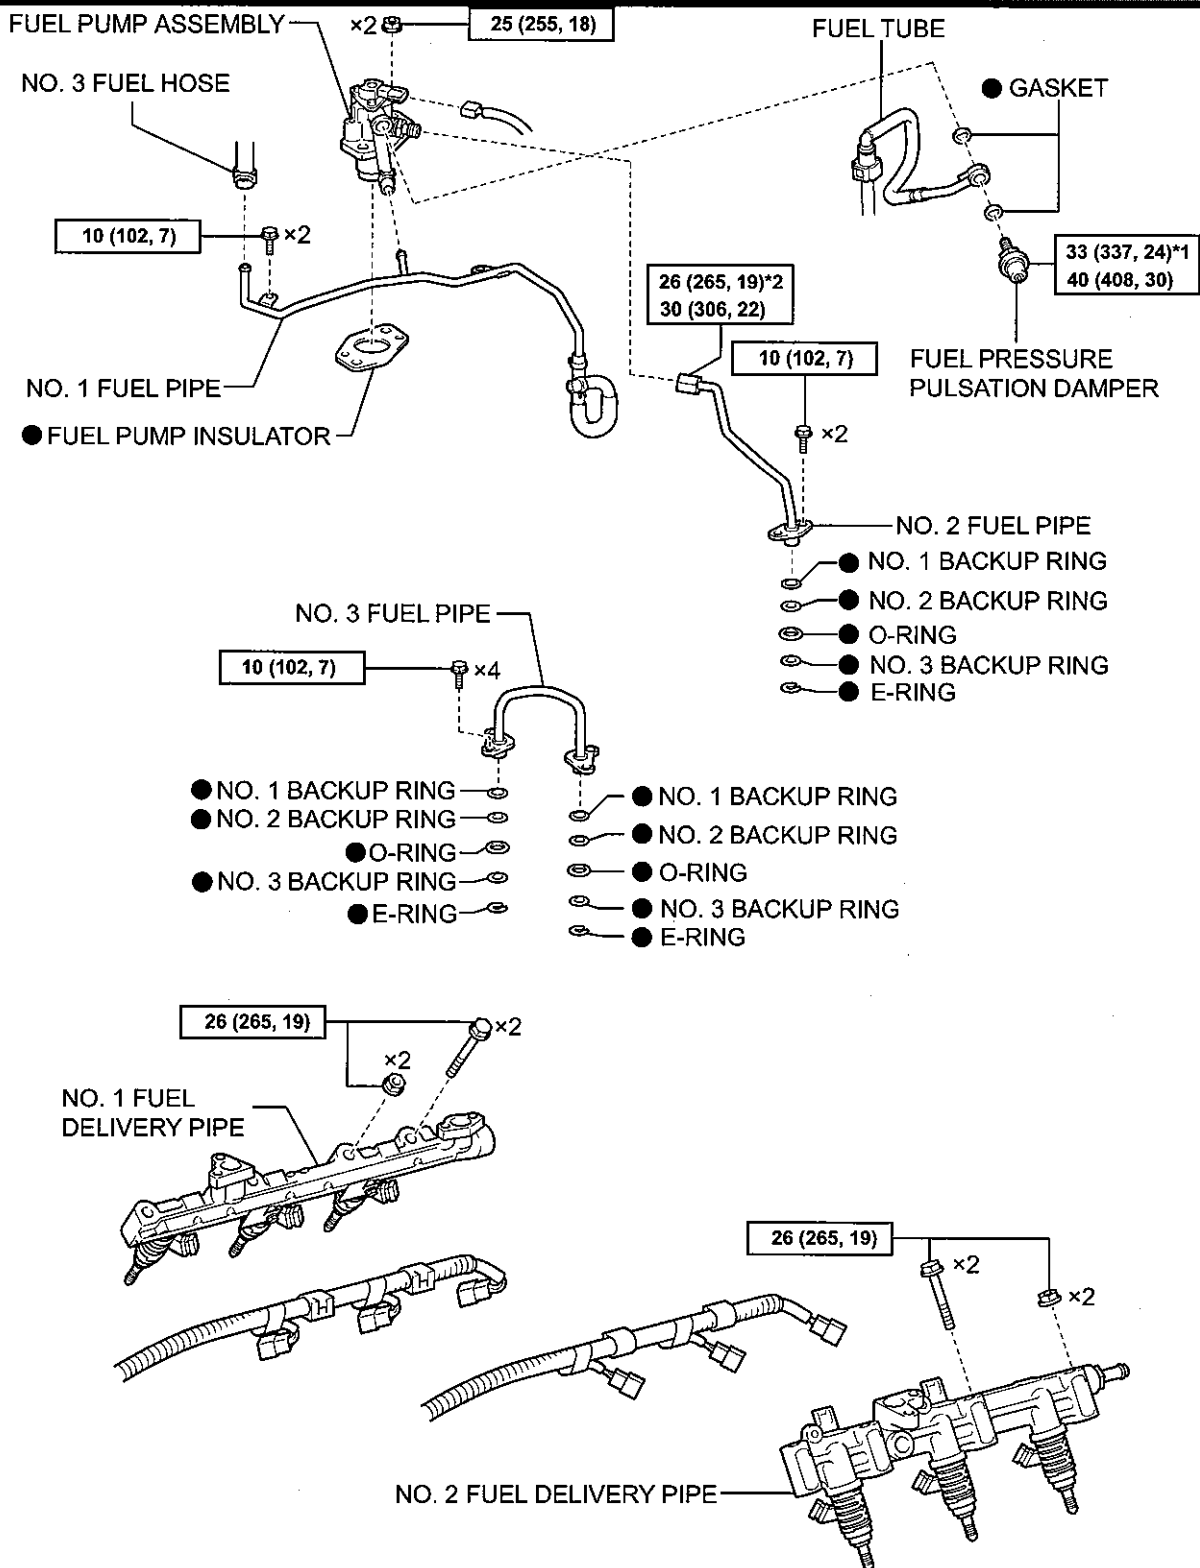 FUEL PUMP ASSEMBLY
×2
25 (255, 18)
FUEL TUBE
NO. 3 FUEL HOSE
● GASKET
10 (102, 7)
×2
33 (337, 24)*1
40 (408, 30)
26 (265, 19)*2
30 (306, 22)
10 (102, 7)
FUEL PRESSURE
PULSATION DAMPER
NO. 1 FUEL PIPE
● FUEL PUMP INSULATOR
×2
NO. 2 FUEL PIPE
● NO. 1 BACKUP RING
● NO. 2 BACKUP RING
● O-RING
● NO. 3 BACKUP RING
● E-RING
NO. 3 FUEL PIPE
10 (102, 7)
×4
● NO. 1 BACKUP RING
● NO. 2 BACKUP RING
● O-RING
● NO. 3 BACKUP RING
● E-RING
● NO. 1 BACKUP RING
● NO. 2 BACKUP RING
● O-RING
● NO. 3 BACKUP RING
● E-RING
26 (265, 19)
×2
×2
NO. 1 FUEL
DELIVERY PIPE
26 (265, 19)
×2
×2
NO. 2 FUEL DELIVERY PIPE